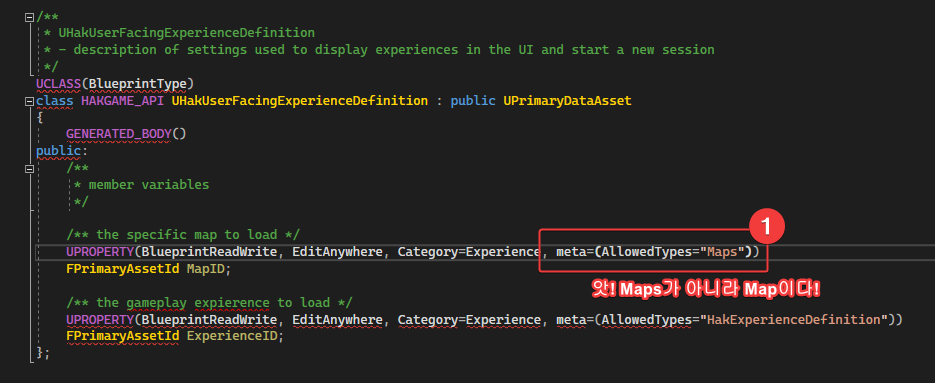 /**
* UHakUserFacingExperienceDefinition
* - description of settings used to display experiences in the UI and start a new session
*/
UCLASS(BlueprintType)
class HAKGAME_API UHakUserFacingExperienceDefinition : public UPrimaryDataAsset
{
GENERATED_BODY()
public:
/**
* member variables
*/
/** the specific map to load */
1
UPROPERTY(BlueprintReadWrite, EditAnywhere, Category=Experience, meta=(AllowedTypes="Maps"))
FPrimaryAssetId MapID;
앗! Maps가 아니라 Map이다!
/** the gameplay expierence to load */
UPROPERTY(BlueprintReadWrite, EditAnywhere, Category=Experience, meta=(AllowedTypes="HakExperienceDefinition"))
FPrimaryAssetId ExperienceID;
};